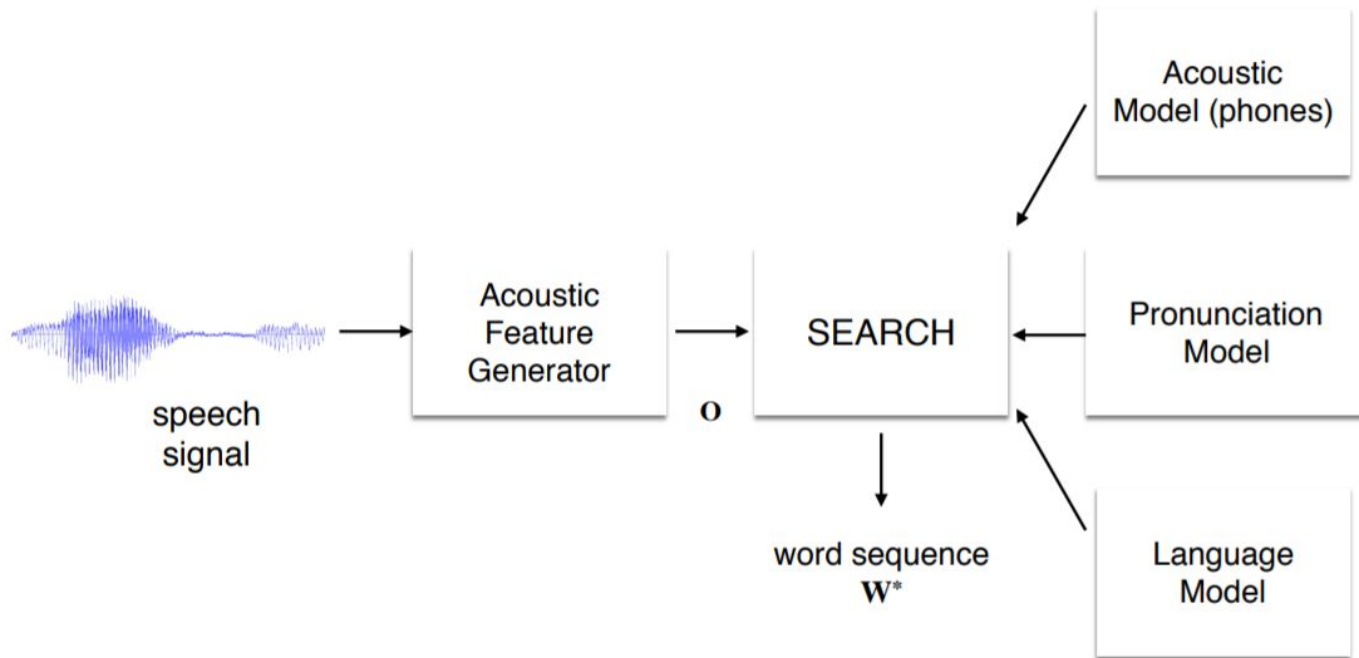 Acoustic
Model (phones)
speech
signal
Acoustic
Feature
Generator
O
SEARCH
Pronunciation
Model
word sequence
W*
Language
Model